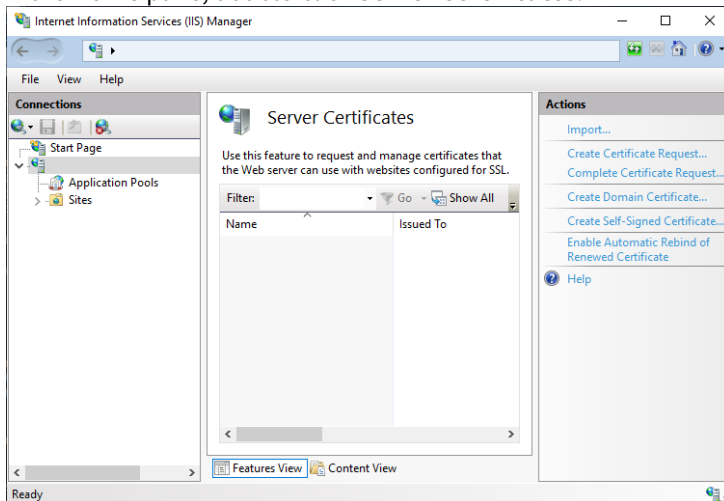 Internet Information Services (IIS) Manager
File View Help
Connections
Start Page
Application Pools
Sites
Server Certificates
Use this feature to request and manage certificates that
the Web server can use with websites configured for SSL.
Filter: Go Show All
Name Issued To
Features View Content View
Actions
Import...
Create Certificate Request...
Complete Certificate Request...
Create Domain Certificate...
Create Self-Signed Certificate...
Enable Automatic Rebind of
Renewed Certificate
Help
Ready